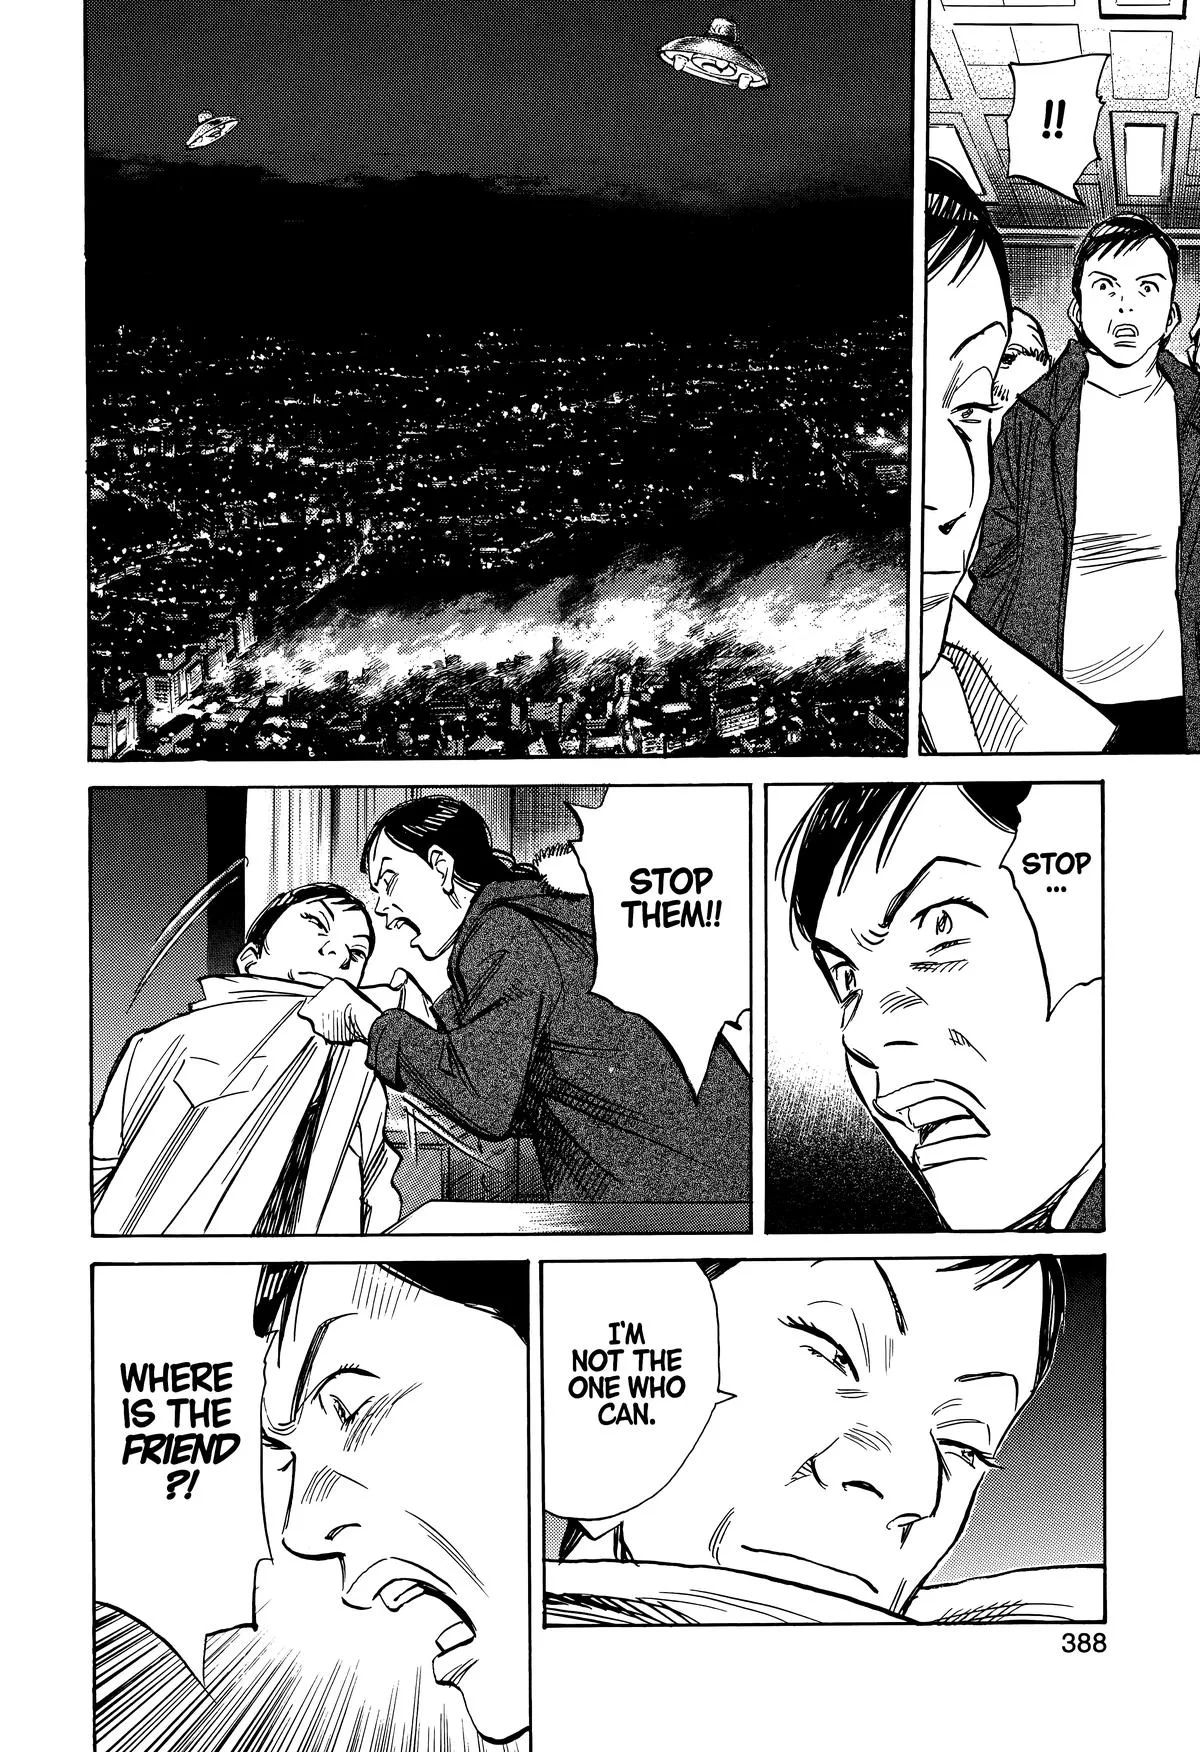 !!
STOP
...
STOP
THEM!!
I'M
NOT THE
ONE WHO
CAN.
WHERE
IS THE
FRIEND
?!
388